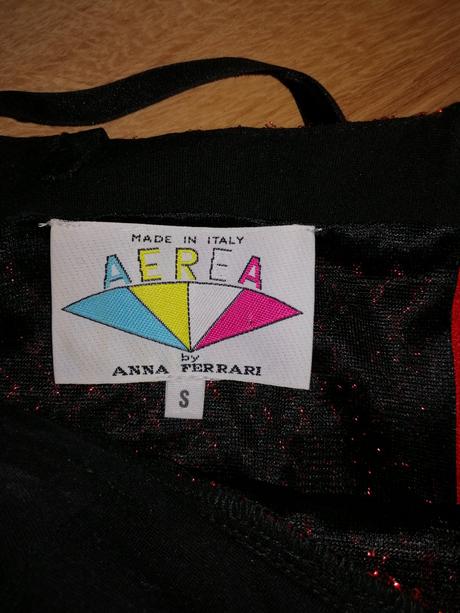 MADE IN ITALY
AEREA
by
ANNA FERRARI
S